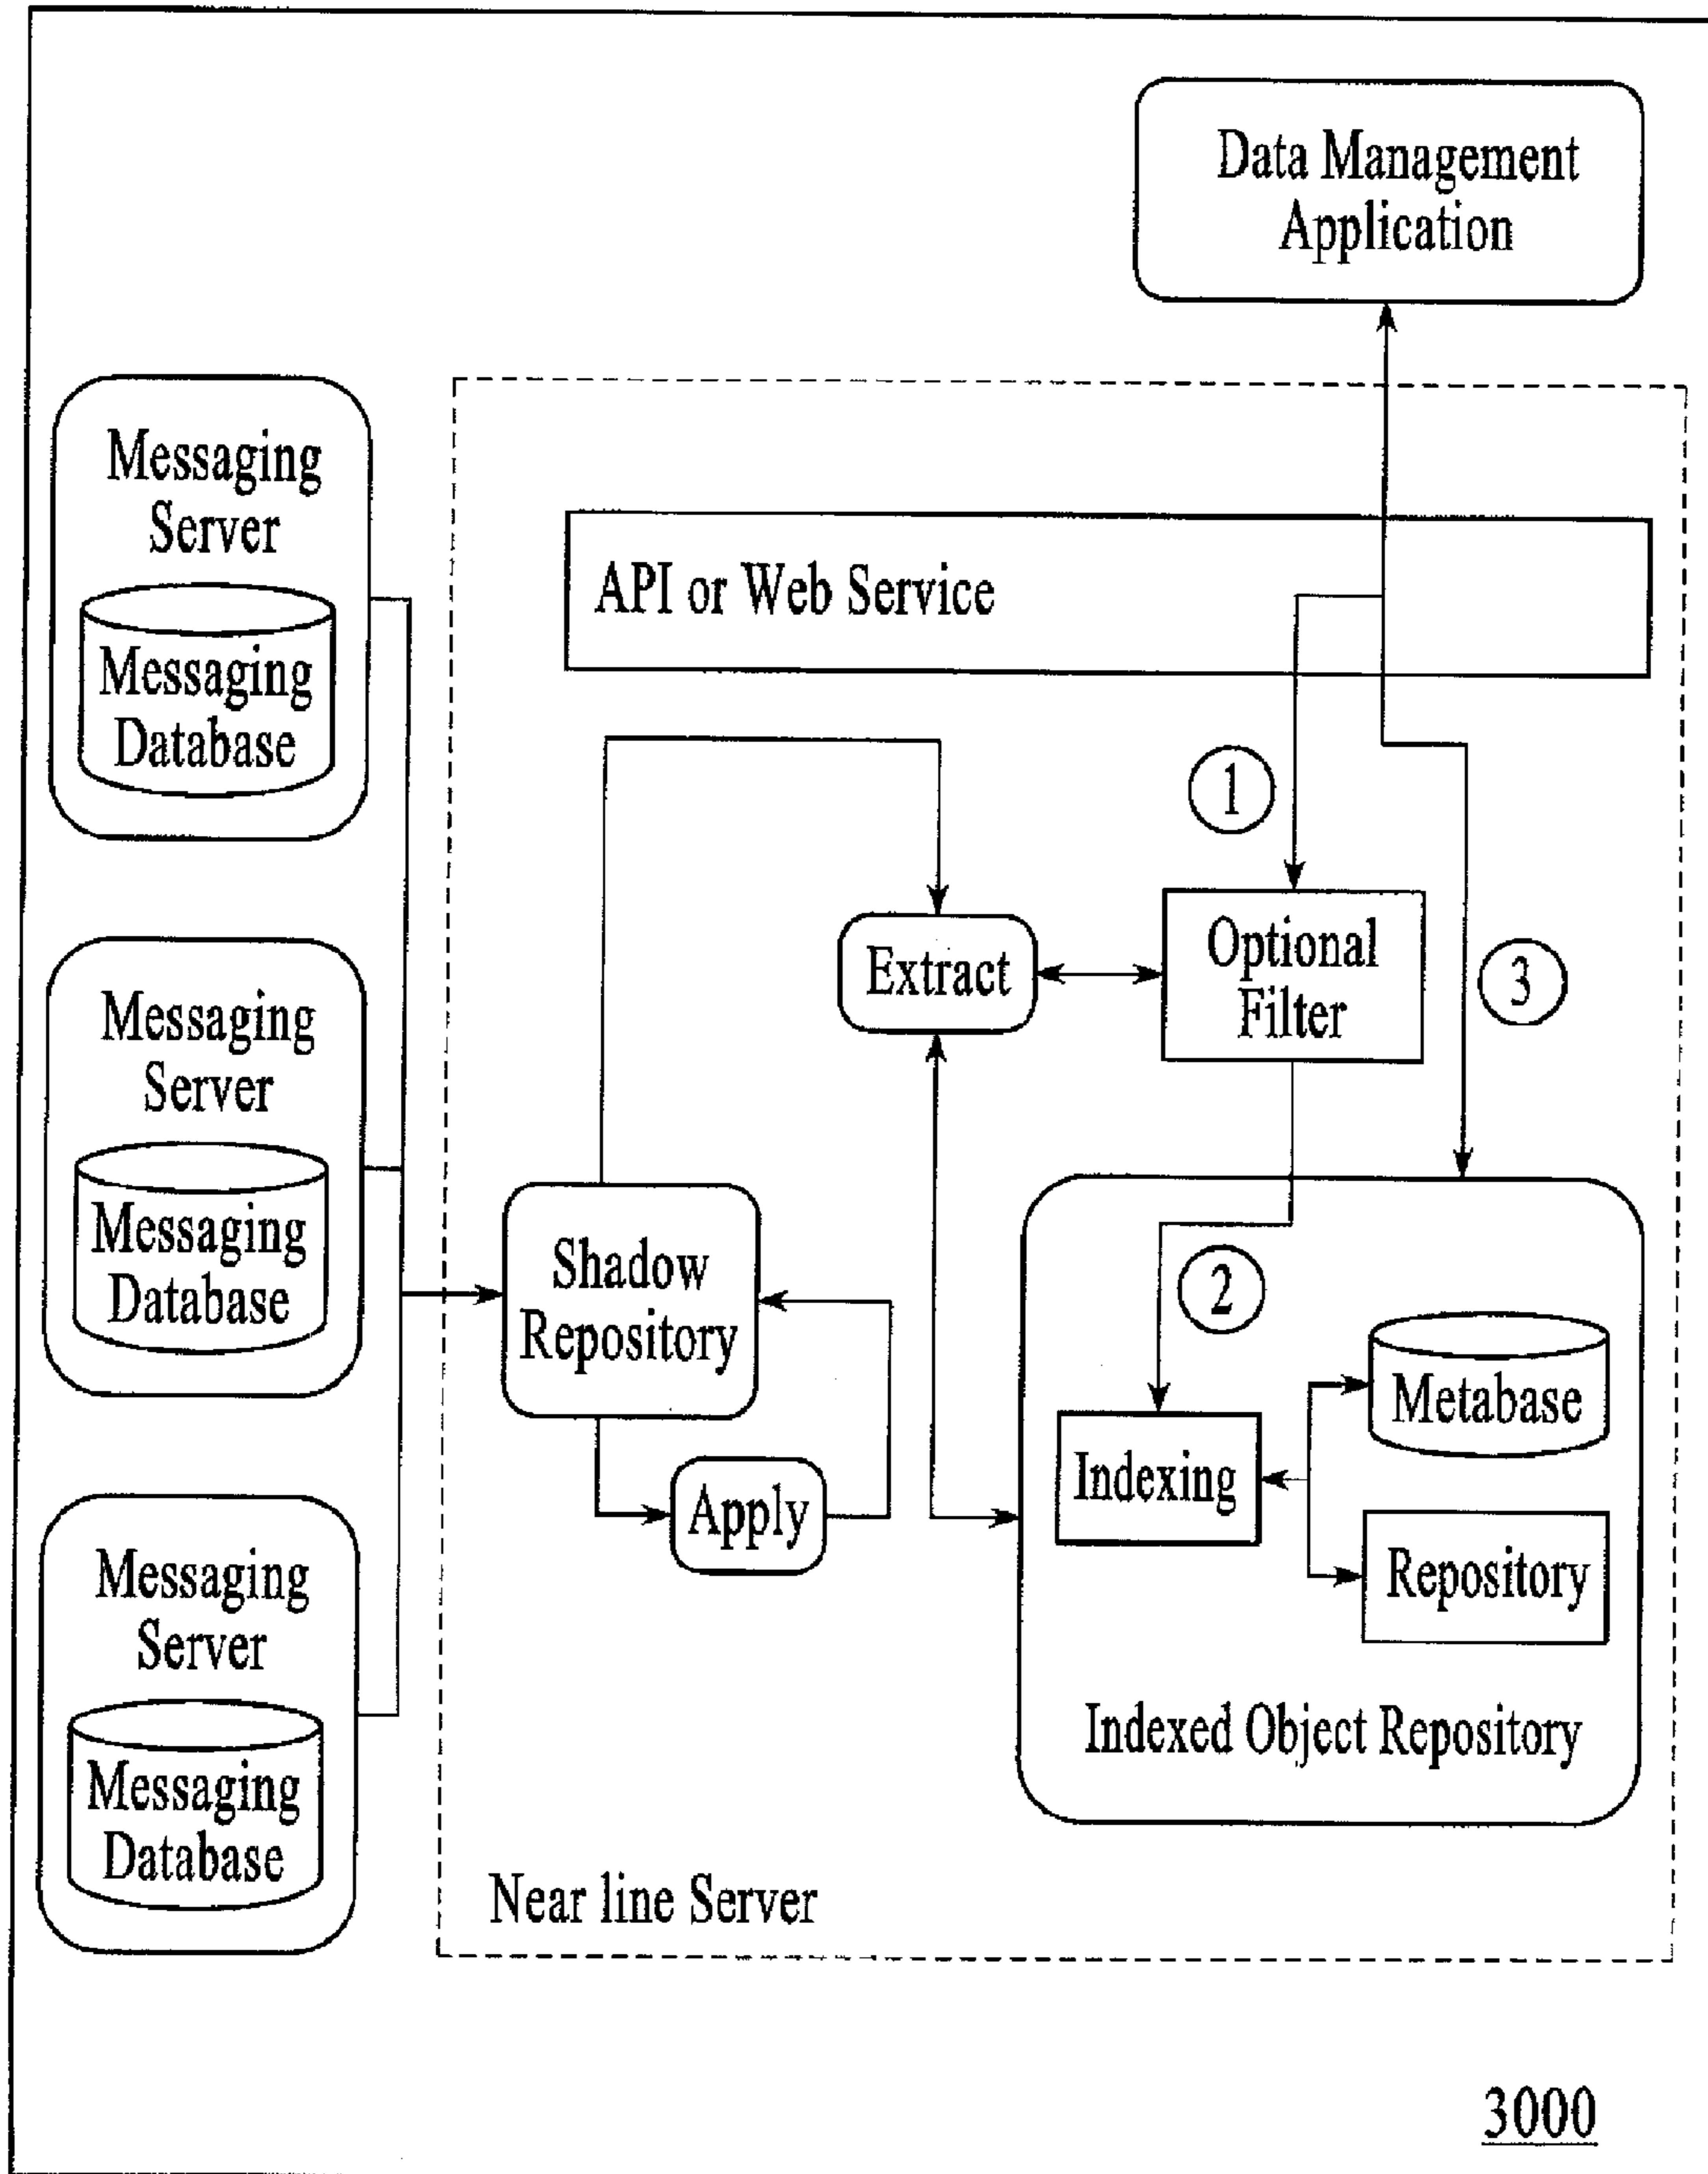 Data Management
Application
Messaging
Server
Messaging
Database
API or Web Service
1
Extract
Optional
Filter
3
Messaging
Server
Messaging
Database
Shadow
Repository
2
Metabase
Indexing
Apply
Repository
Messaging
Server
Messaging
Database
Indexed Object Repository
Near line Server
3000